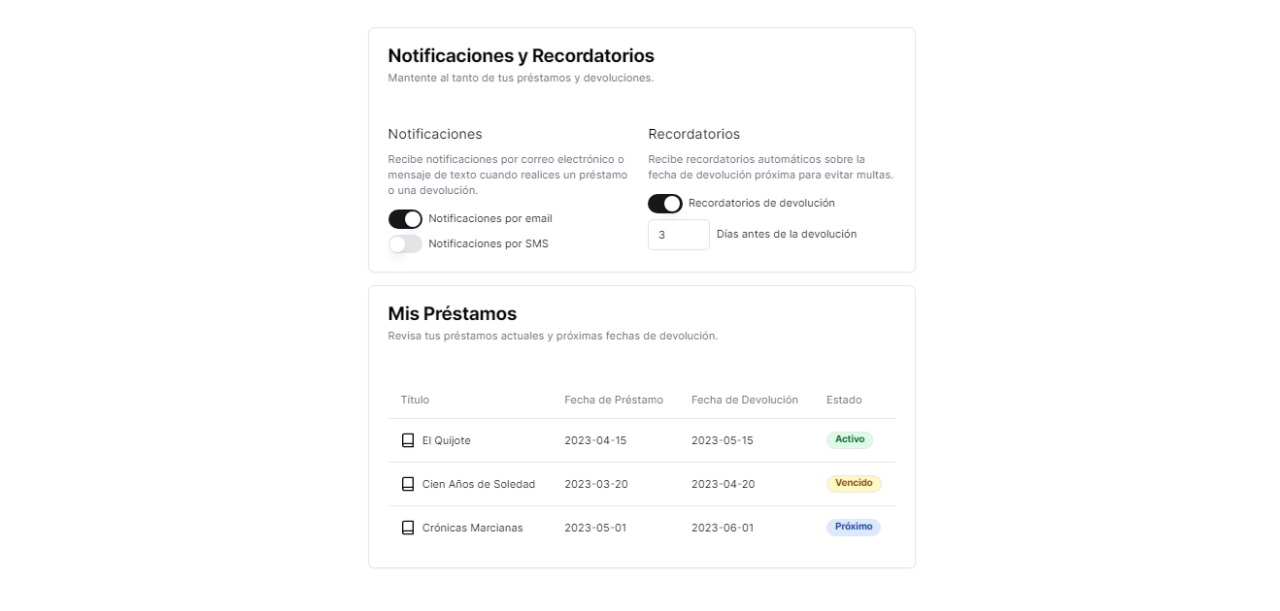 Notificaciones y Recordatorios
Mantente al tanto de tus préstamos y devoluciones.
Notificaciones
Recibe notificaciones por correo electrónico o
mensaje de texto cuando realices un préstamo
o una devolución.
Notificaciones por email
Notificaciones por SMS
Recordatorios
Recibe recordatorios automáticos sobre la
fecha de devolución próxima para evitar multas.
Recordatorios de devolución
3 Días antes de la devolución
Mis Préstamos
Revisa tus préstamos actuales y próximas fechas de devolución.
Título Fecha de Préstamo Fecha de Devolución Estado
El Quijote 2023-04-15 2023-05-15 Activo
Cien Años de Soledad 2023-03-20 2023-04-20 Vencido
Crónicas Marcianas 2023-05-01 2023-06-01 Próximo